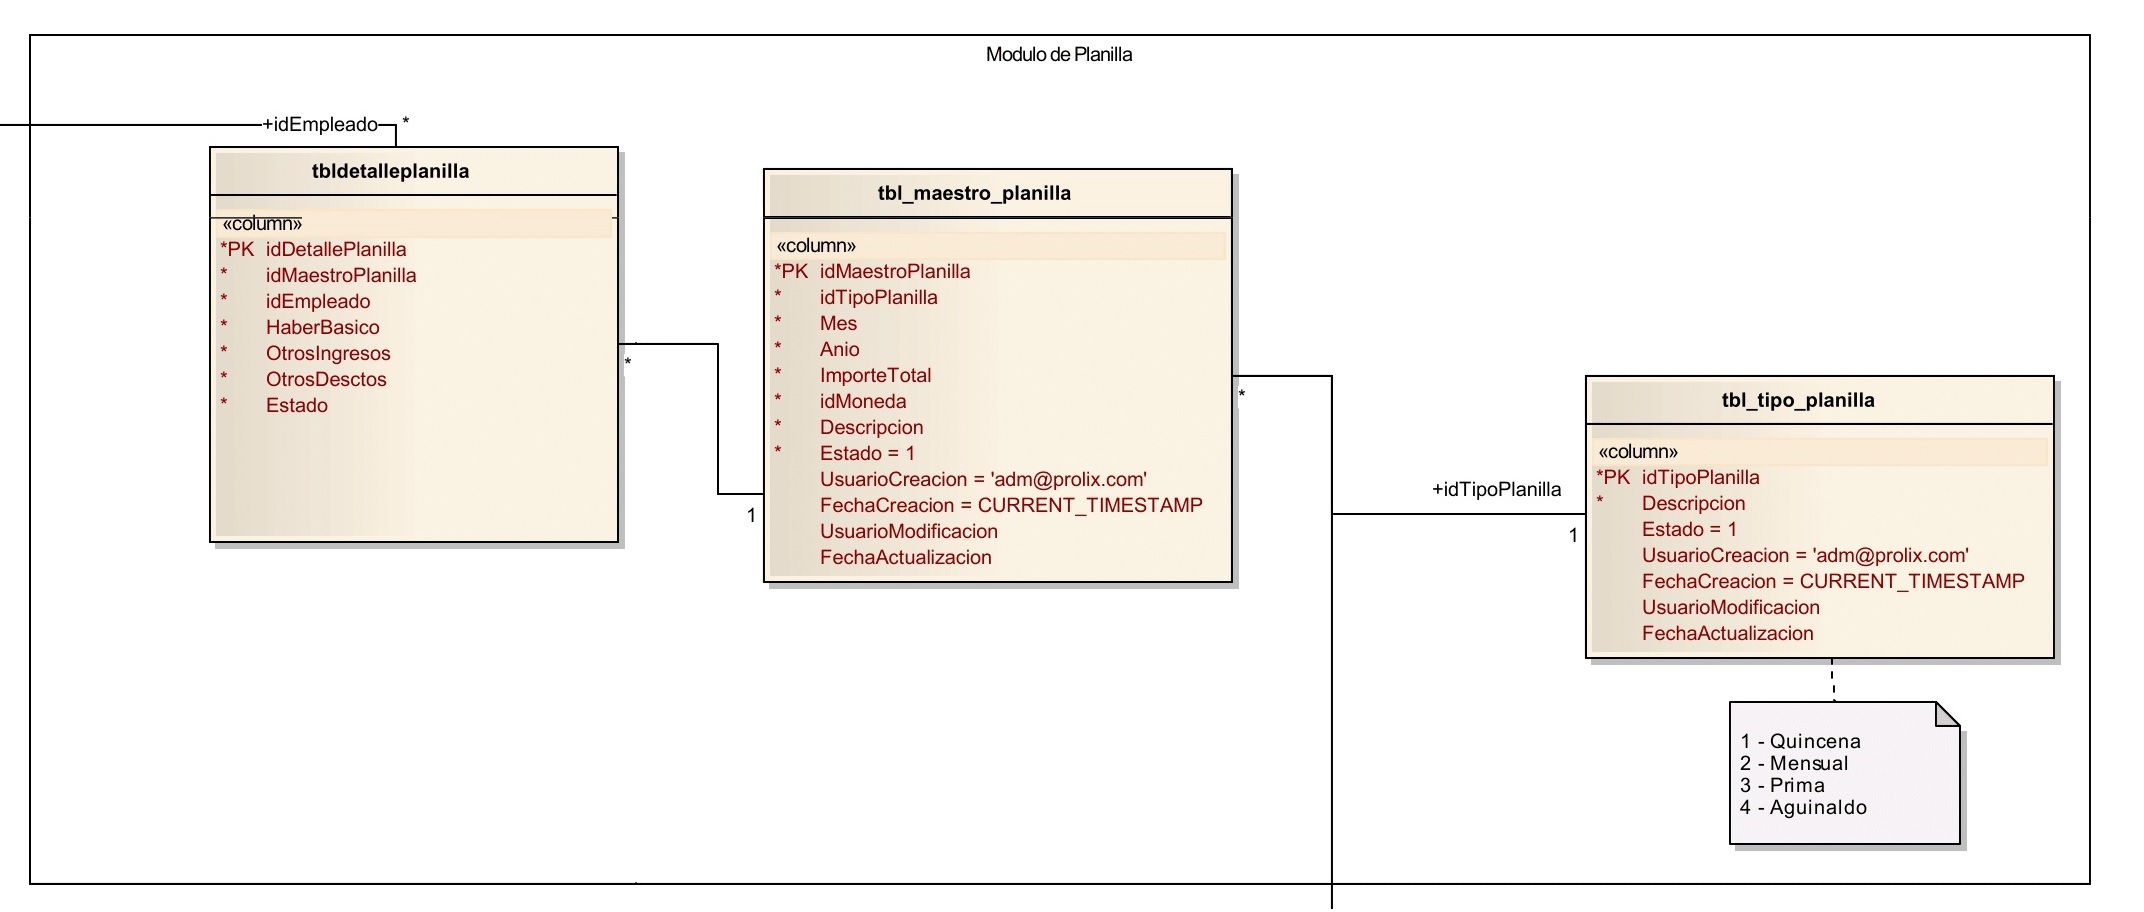 Modulo de Planilla
+idEmpleado *
tbldetalleplanilla
«column»
*PK idDetallePlanilla
* idMaestroPlanilla
* idEmpleado
* HaberBasico
* OtrosIngresos
* OtrosDesctos
* Estado
*
1
tbl_maestro_planilla
«column»
*PK idMaestroPlanilla
* idTipoPlanilla
* Mes
* Anio
* ImporteTotal
* idMoneda
* Descripcion
* Estado = 1
UsuarioCreacion = 'adm@prolix.com'
FechaCreacion = CURRENT_TIMESTAMP
UsuarioModificacion
FechaActualizacion
*
+idTipoPlanilla
1
tbl_tipo_planilla
«column»
*PK idTipoPlanilla
* Descripcion
Estado = 1
UsuarioCreacion = 'adm@prolix.com'
FechaCreacion = CURRENT_TIMESTAMP
UsuarioModificacion
FechaActualizacion
1 - Quincena
2 - Mensual
3 - Prima
4 - Aguinaldo